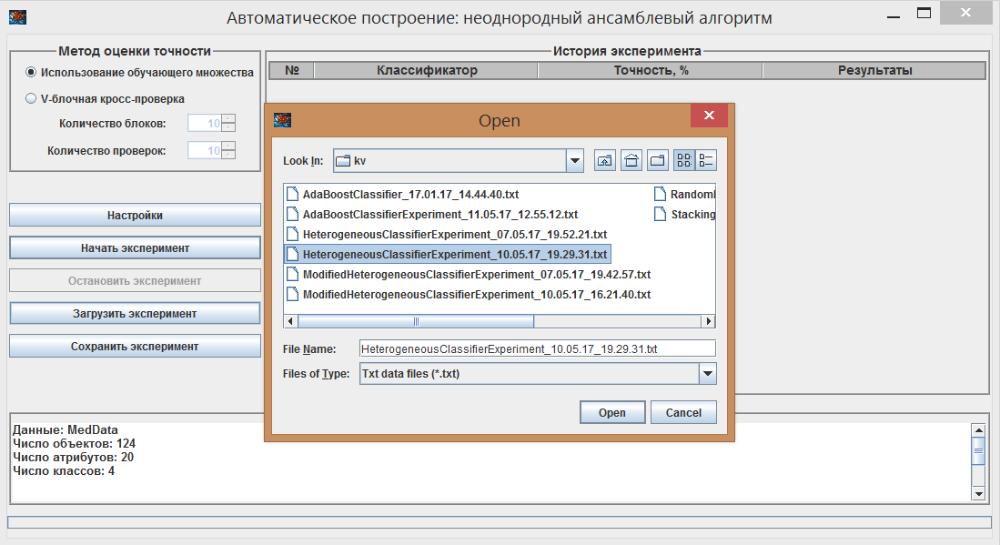 Автоматическое построение: неоднородный ансамблевый алгоритм
Метод оценки точности
Использование обучающего множества
V-блочная кросс-проверка
Количество блоков: 10
Количество проверок: 10
Настройки
Начать эксперимент
Остановить эксперимент
Загрузить эксперимент
Сохранить эксперимент
История эксперимента
№ Классификатор Точность, % Результаты
Open
Look In: kv
AdaBoostClassifier_17.01.17_14.44.40.txt
AdaBoostClassifierExperiment_11.05.17_12.55.12.txt
HeterogeneousClassifierExperiment_07.05.17_19.52.21.txt
HeterogeneousClassifierExperiment_10.05.17_19.29.31.txt
ModifiedHeterogeneousClassifierExperiment_07.05.17_19.42.57.txt
ModifiedHeterogeneousClassifierExperiment_10.05.17_16.21.40.txt
Stacking
File Name: HeterogeneousClassifierExperiment_10.05.17_19.29.31.txt
Files of Type: Txt data files (*.txt)
Open Cancel
Данные: MedData
Число объектов: 124
Число атрибутов: 20
Число классов: 4